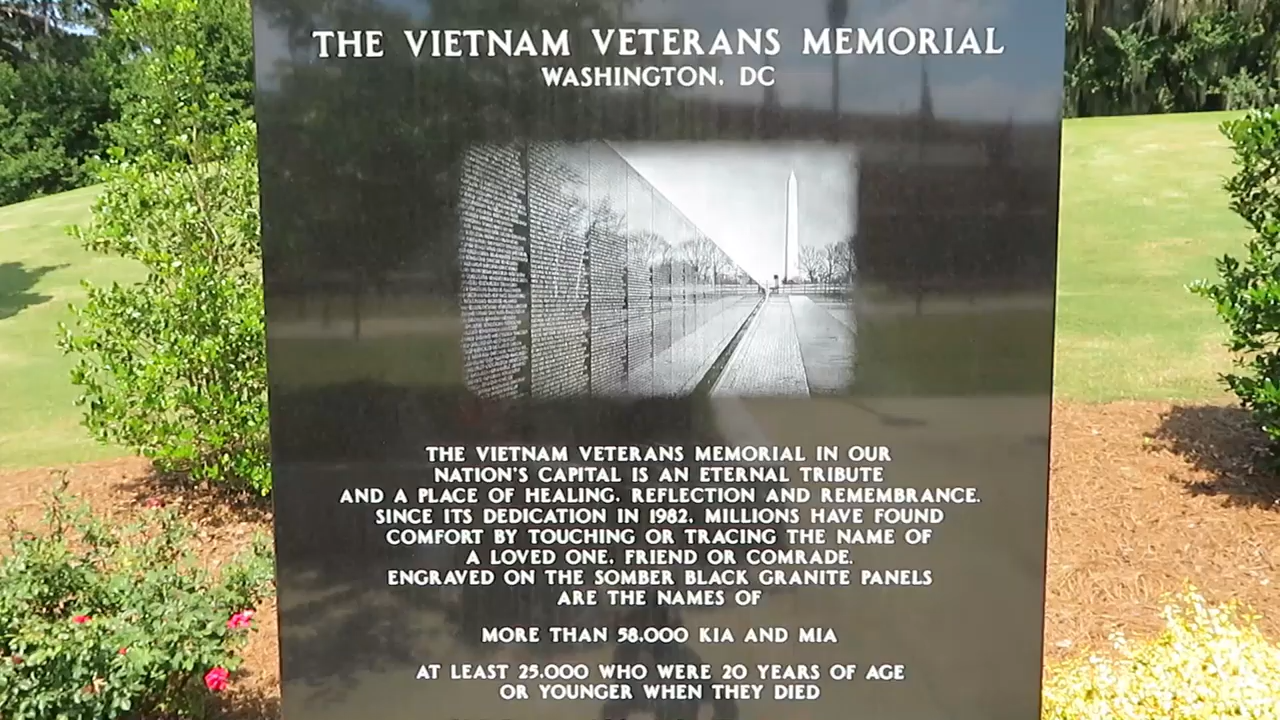 THE VIETNAM VETERANS MEMORIAL
WASHINGTON, DC
THE VIETNAM VETERANS MEMORIAL IN OUR
NATION'S CAPITAL IS AN ETERNAL TRIBUTE
AND A PLACE OF HEALING, REFLECTION AND REMEMBRANCE.
SINCE ITS DEDICATION IN 1982, MILLIONS HAVE FOUND
COMFORT BY TOUCHING OR TRACING THE NAME OF
A LOVED ONE, FRIEND OR COMRADE.
ENGRAVED ON THE SOMBER BLACK GRANITE PANELS
ARE THE NAMES OF
MORE THAN 58,000 KIA AND MIA
AT LEAST 25,000 WHO WERE 20 YEARS OF AGE
OR YOUNGER WHEN THEY DIED